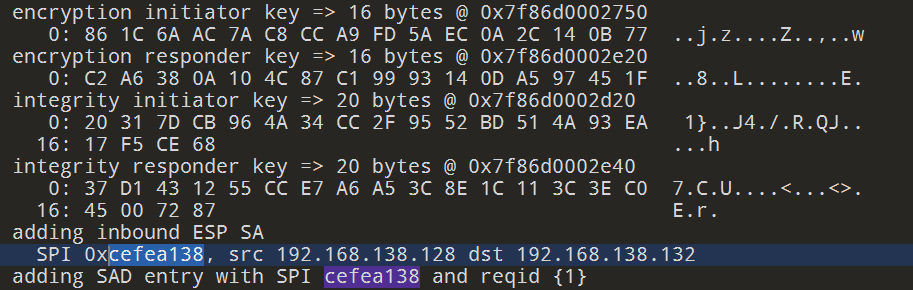 encryption initiator key => 16 bytes @ 0x7f86d0002750
   0: 86 1C 6A AC 7A C8 CC A9 FD 5A EC 0A 2C 14 0B 77  ..j.z....Z..,..w
encryption responder key => 16 bytes @ 0x7f86d0002e20
   0: C2 A6 38 0A 10 4C 87 C1 99 93 14 0D A5 97 45 1F  ..8..L........E.
integrity initiator key => 20 bytes @ 0x7f86d0002d20
   0: 20 31 7D CB 96 4A 34 CC 2F 95 52 BD 51 4A 93 EA   1}..J4./.R.QJ..
  16: 17 F5 CE 68                                      ...h
integrity responder key => 20 bytes @ 0x7f86d0002e40
   0: 37 D1 43 12 55 CC E7 A6 A5 3C 8E 1C 11 3C 3E C0  7.C.U....<...<>.
  16: 45 00 72 87                                      E.r.
adding inbound ESP SA
  SPI 0xcefea138, src 192.168.138.128 dst 192.168.138.132
adding SAD entry with SPI cefea138 and reqid {1}